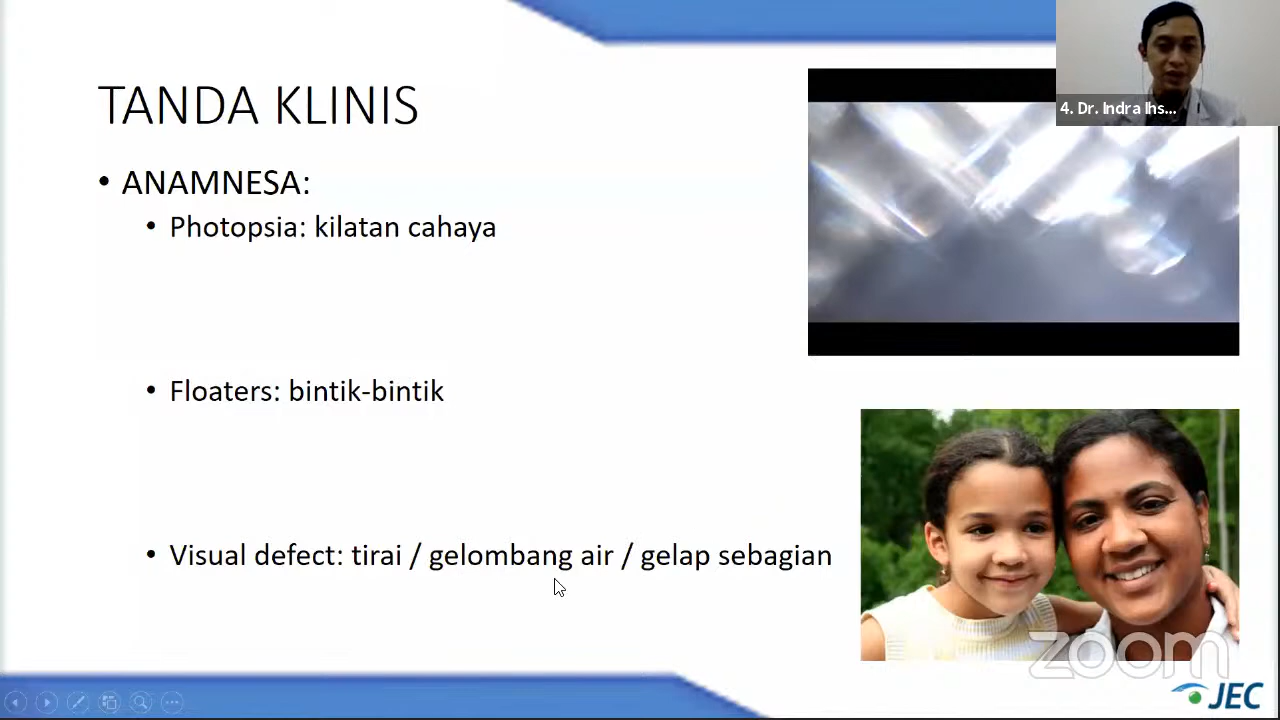 TANDA KLINIS
4. Dr. Indra Ihs...
• ANAMNESA:
• Photopsia: kilatan cahaya
• Floaters: bintik-bintik
• Visual defect: tirai / gelombang air / gelap sebagian
zoom
JEC